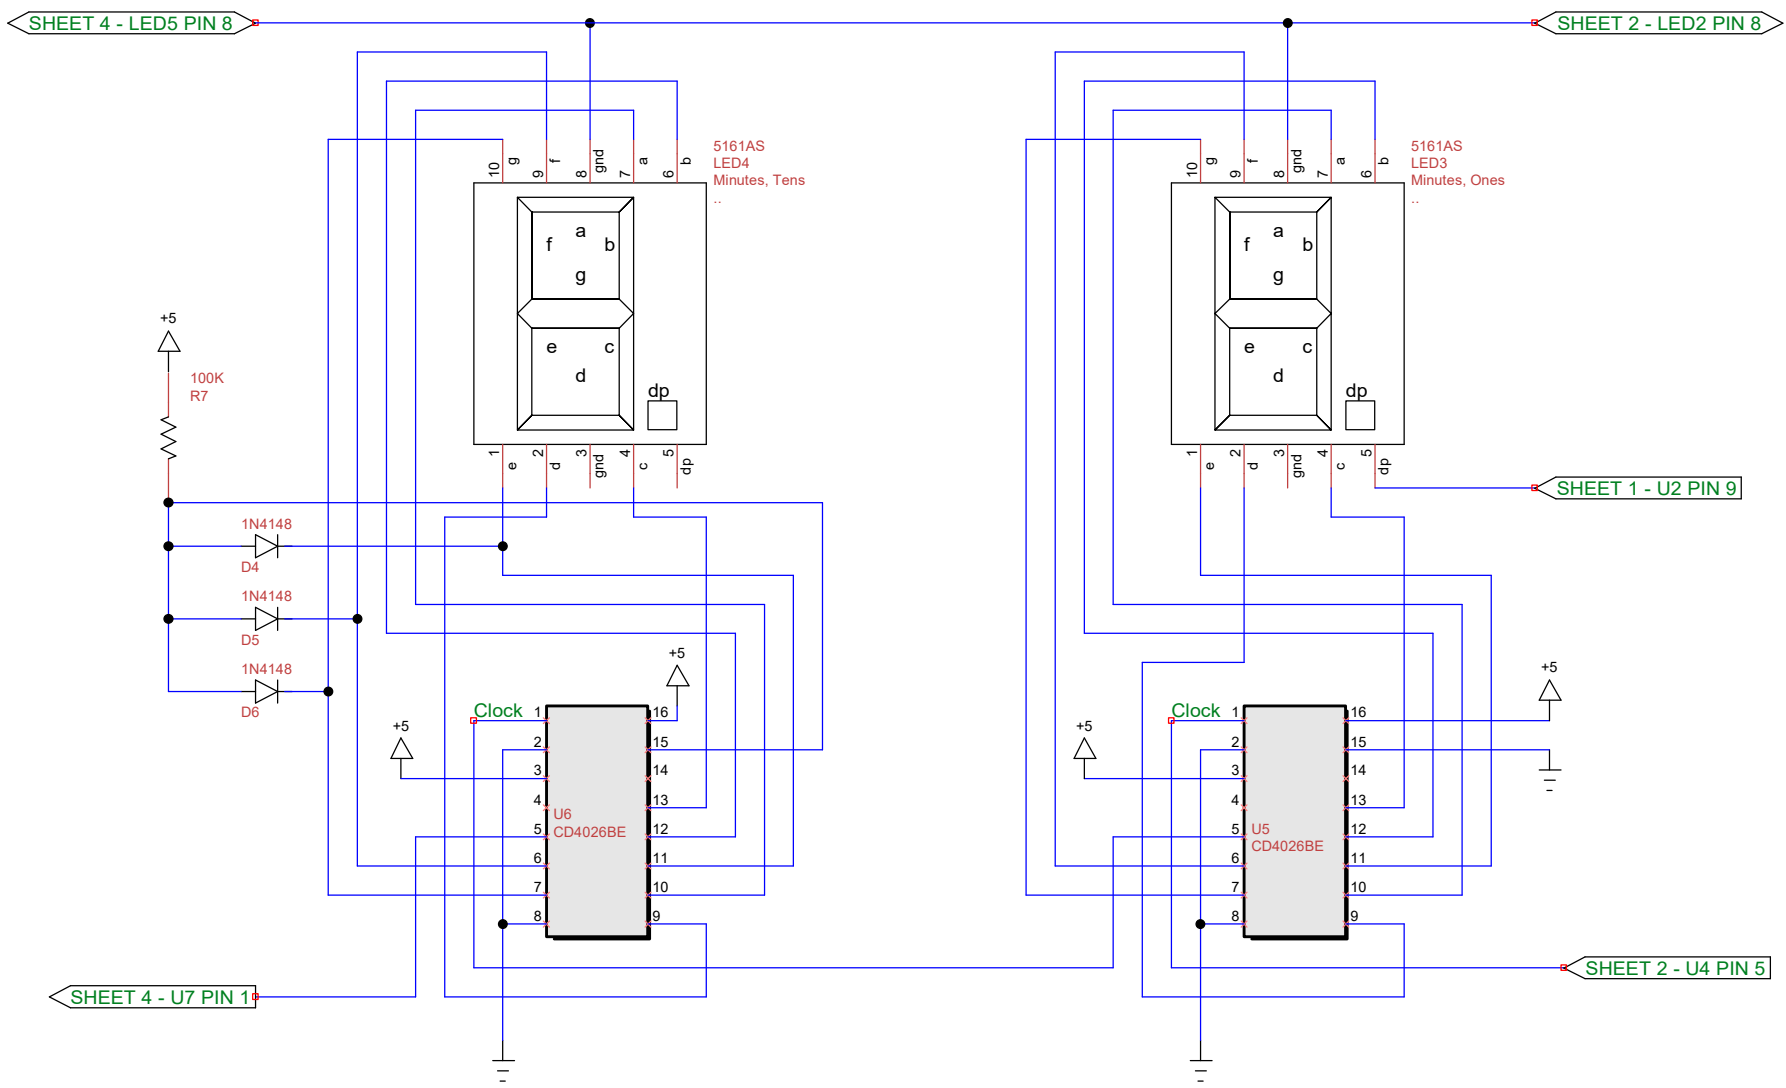 SHEET 4 - LED5 PIN 8
SHEET 2 - LED2 PIN 8
10 g
9 f
8 gnd
7 a
6 b
5161AS
LED4
Minutes, Tens
..
10 g
9 f
8 gnd
7 a
6 b
5161AS
LED3
Minutes, Ones
..
a
f b
g
e c
d
dp
a
f b
g
e c
d
dp
+5
100K
R7
1 e
2 d
3 gnd
4 c
5 dp
1 e
2 d
3 gnd
4 c
5 dp
SHEET 1 - U2 PIN 9
1N4148
D4
1N4148
D5
1N4148
D6
+5
+5
Clock
1
2
3
4
5
6
7
8
U6
CD4026BE
16
15
14
13
12
11
10
9
+5
+5
Clock
1
2
3
4
5
6
7
8
U5
CD4026BE
16
15
14
13
12
11
10
9
SHEET 2 - U4 PIN 5
SHEET 4 - U7 PIN 1